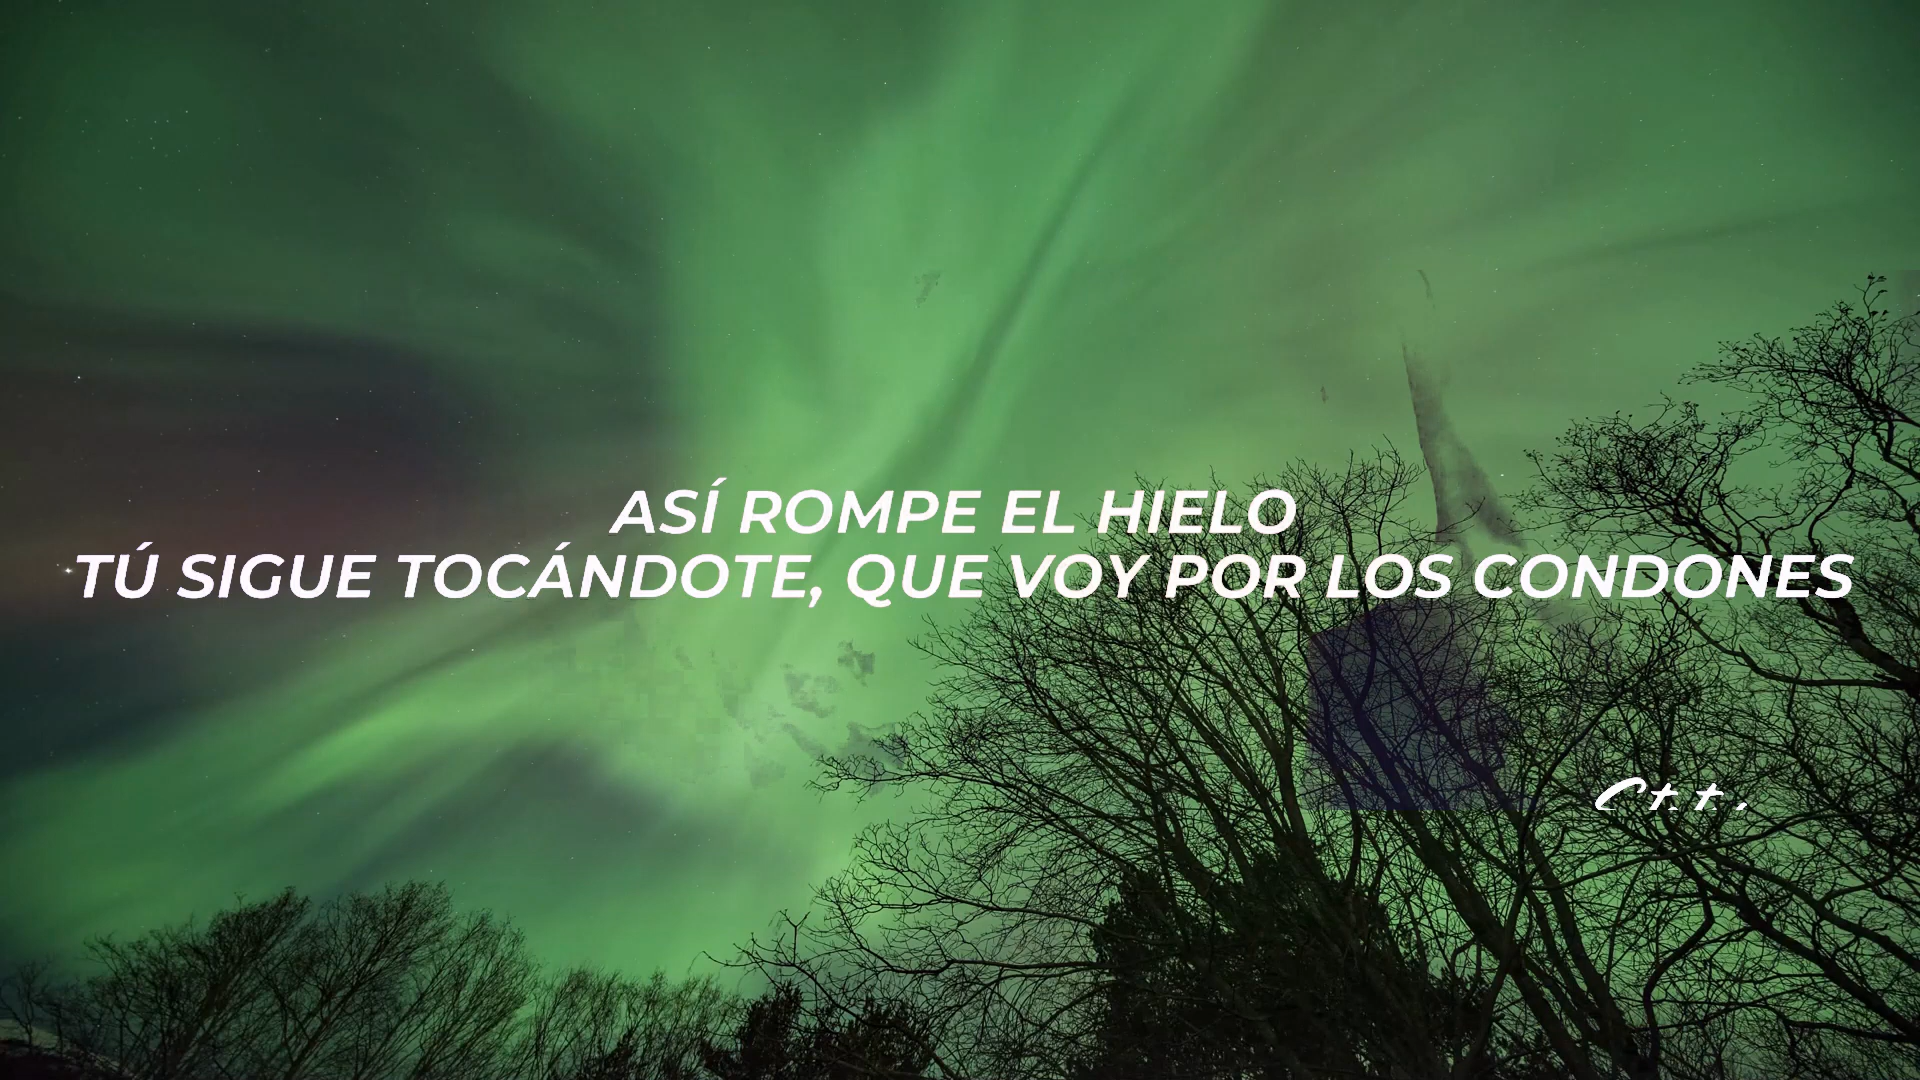 ASÍ ROMPE EL HIELO
TÚ SIGUE TOCÁNDOTE, QUE VOY POR LOS CONDONES